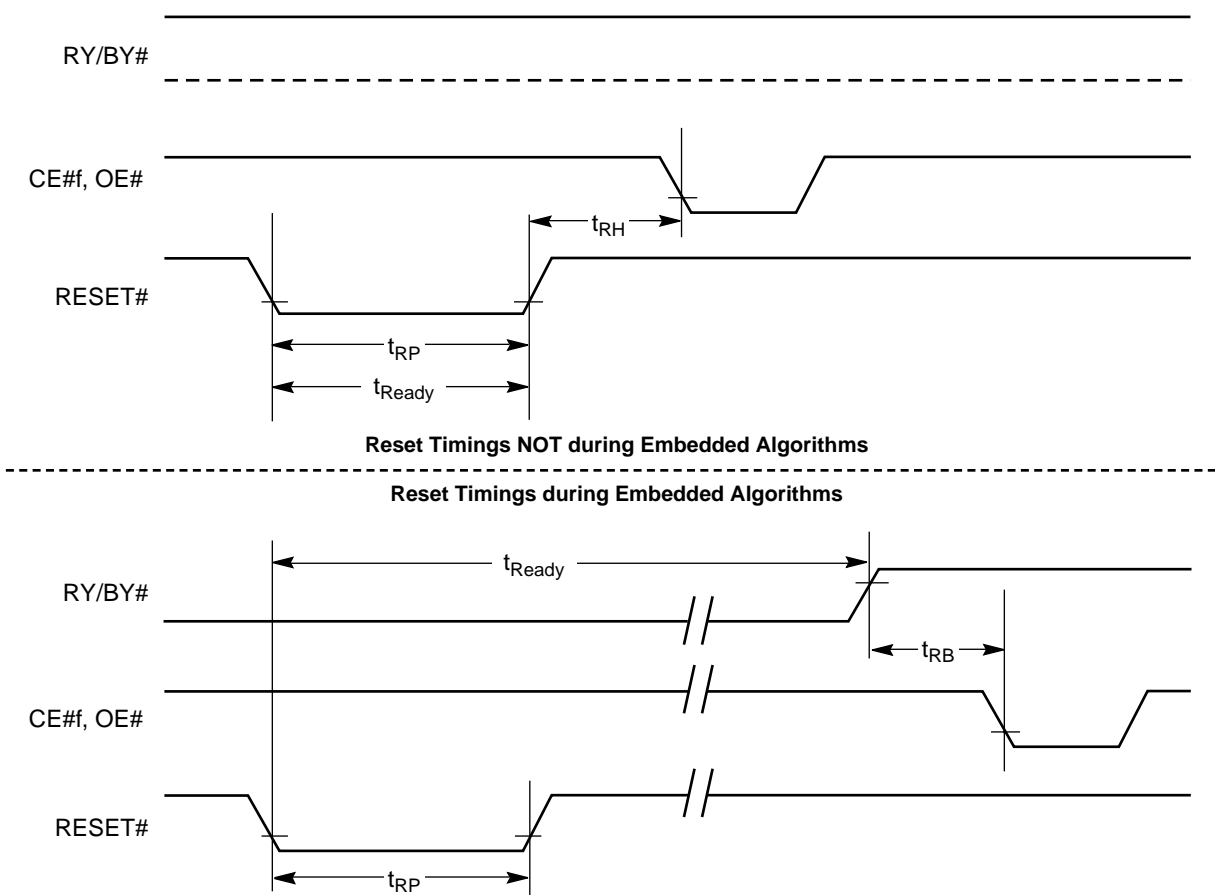 RY/BY#
CE#f, OE#
tRH
RESET#
tRP
tReady
Reset Timings NOT during Embedded Algorithms
Reset Timings during Embedded Algorithms
tReady
RY/BY#
tRB
CE#f, OE#
RESET#
tRP